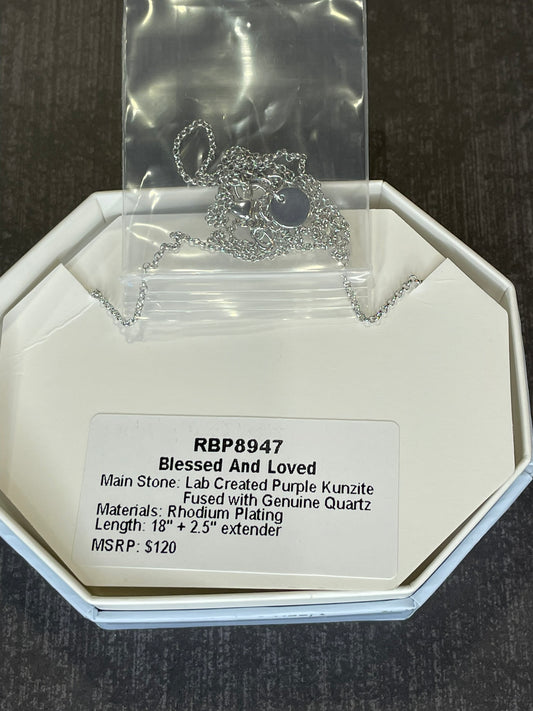 RBP8947
Blessed And Loved
Main Stone: Lab Created Purple Kunzite
Fused with Genuine Quartz
Materials: Rhodium Plating
Length: 18" + 2.5" extender
MSRP: $120